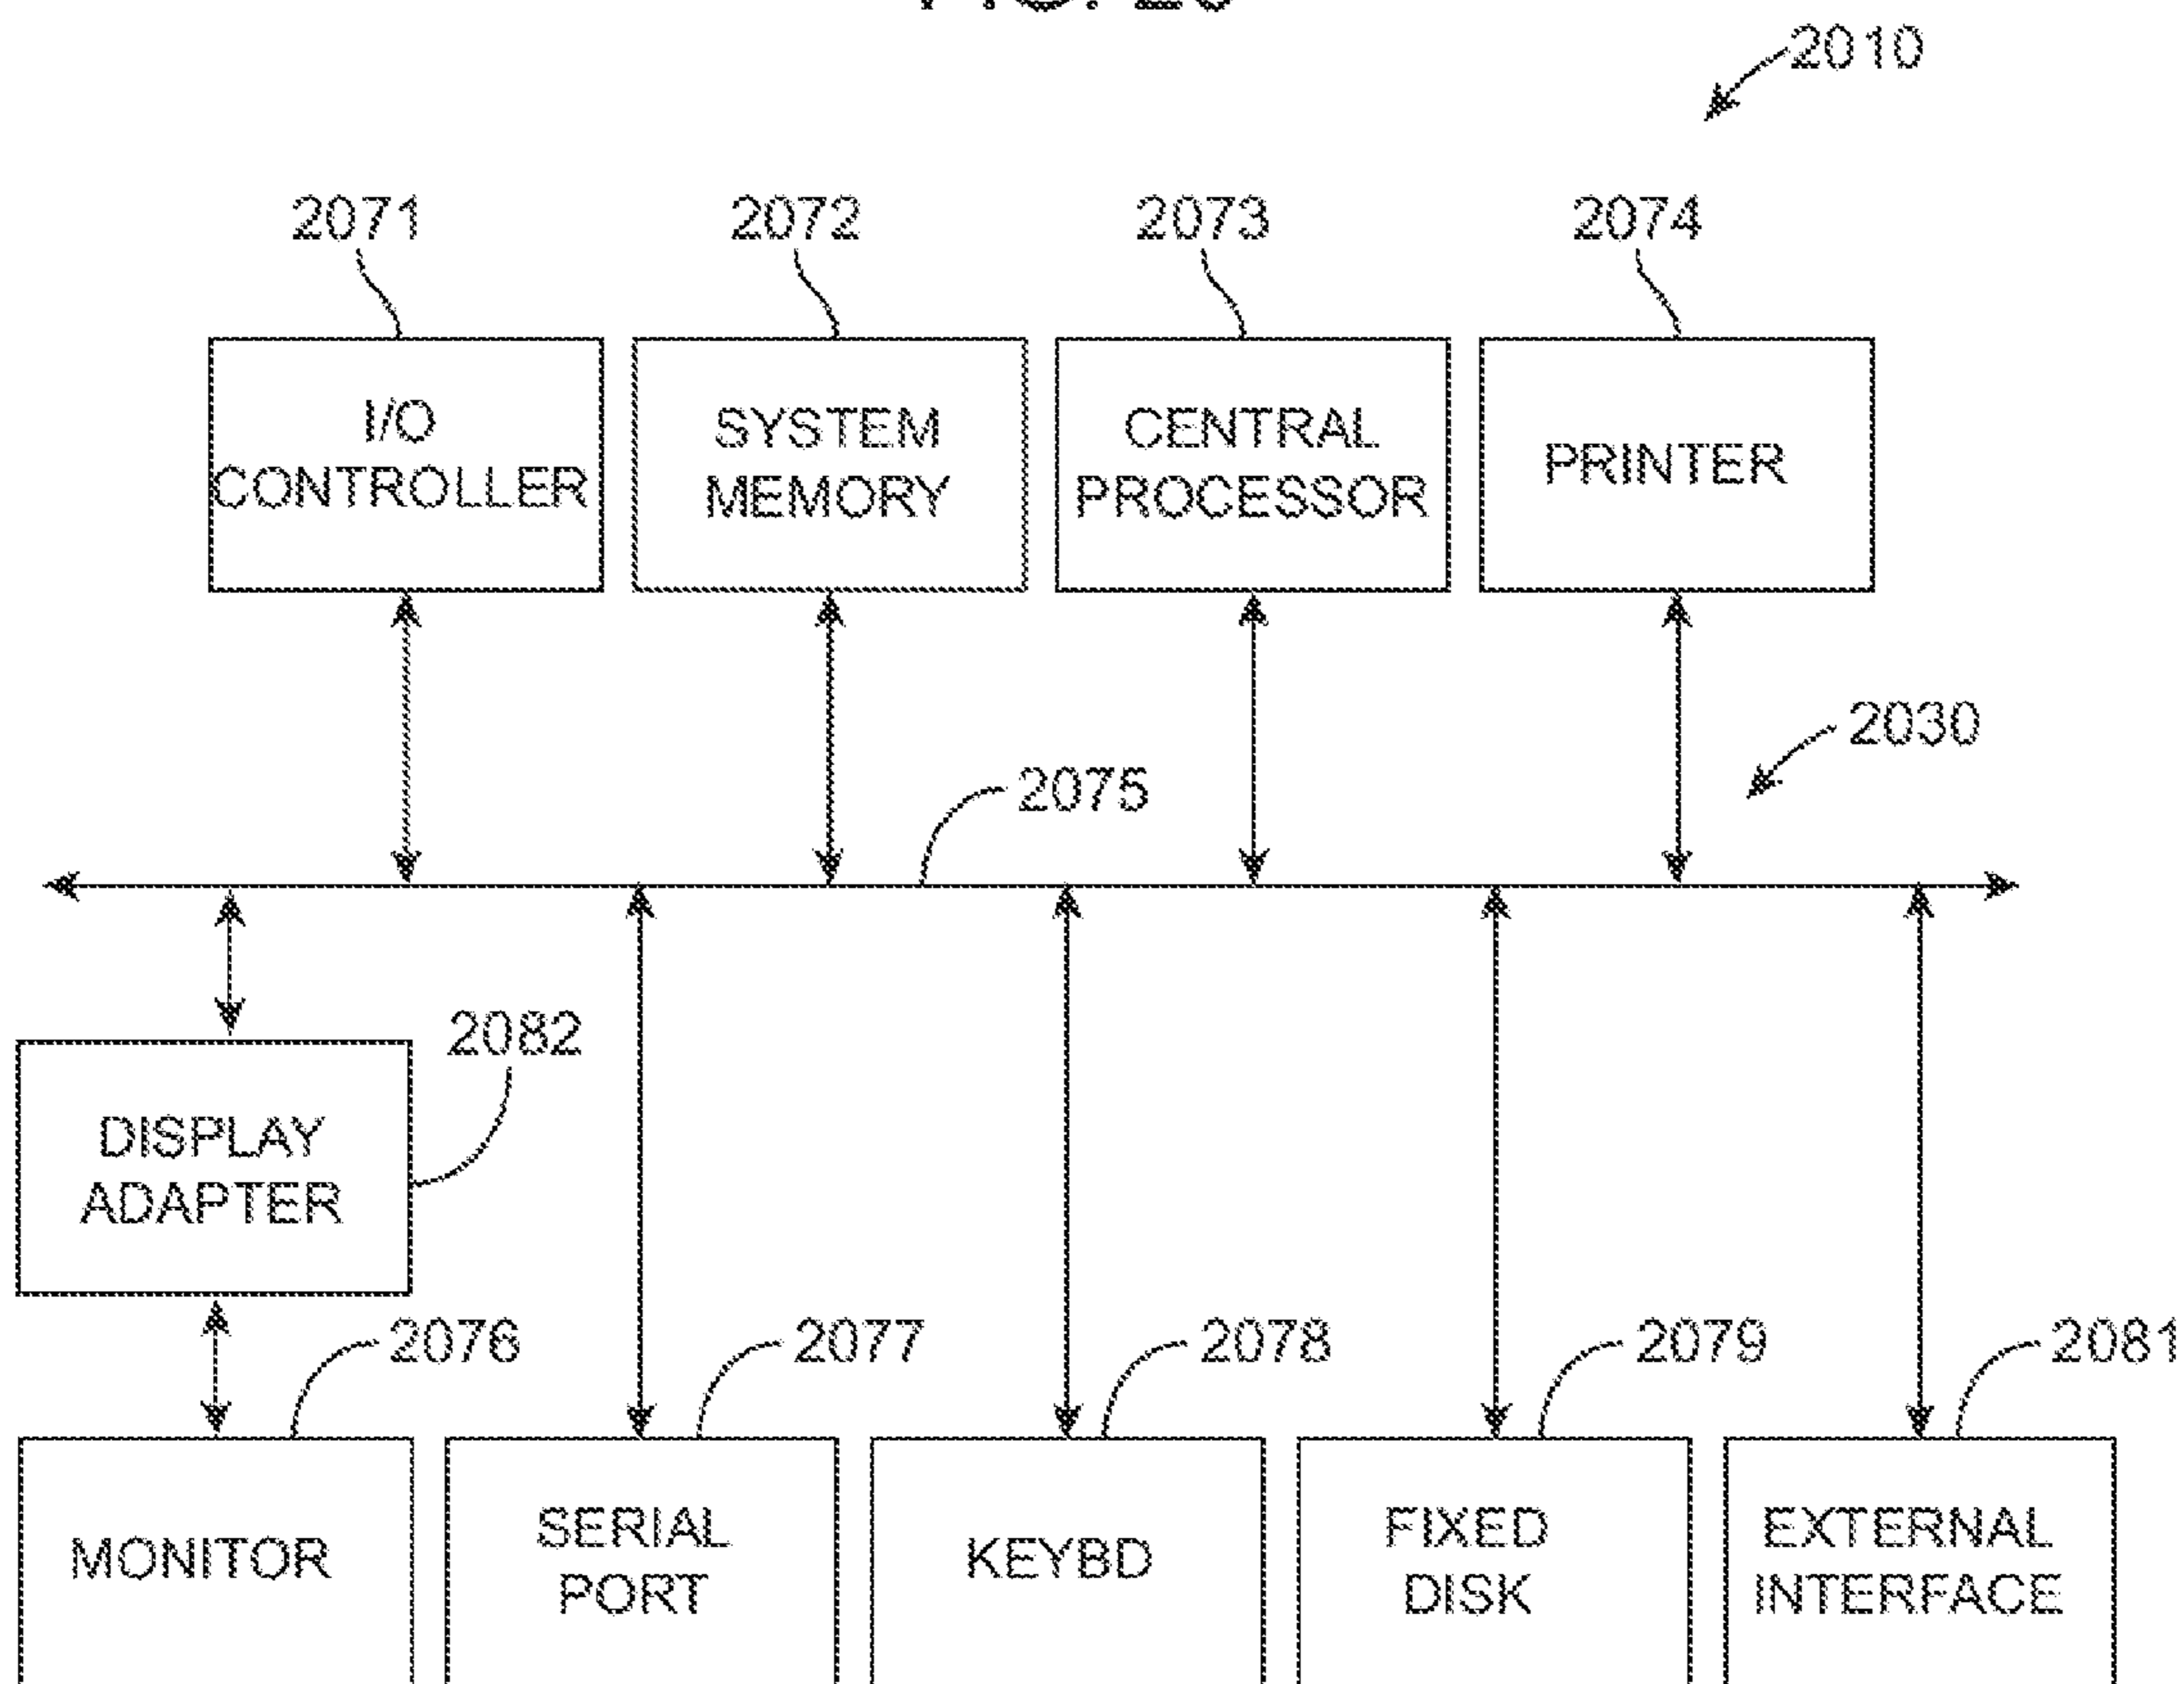 2010
2071
2072
2073
2074
I/O
CONTROLLER
SYSTEM
MEMORY
CENTRAL
PROCESSOR
PRINTER
2030
2075
2082
DISPLAY
ADAPTER
2076
2077
2078
2079
2081
MONITOR
SERIAL
PORT
KEYBD
FIXED
DISK
EXTERNAL
INTERFACE